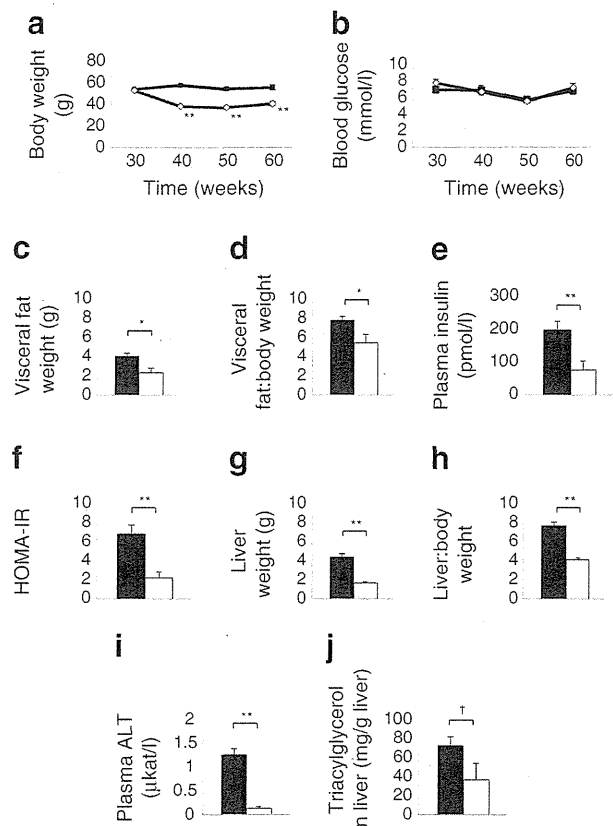 a
b
Body weight
(g)
80
60
40
20
0
**
**
**
30 40 50 60
Time (weeks)
Blood glucose
(mmol/l)
10
8
6
4
2
0
30 40 50 60
Time (weeks)
c
d
e
Visceral fat
weight (g)
10
8
6
4
2
0
*
Visceral
fat:body weight
10
8
6
4
2
0
*
Plasma insulin
(pmol/l)
300
200
100
0
**
f
g
h
HOMA-IR
10
8
6
4
2
0
**
Liver
weight (g)
10
8
6
4
2
0
**
Liver:body
weight
10
8
6
4
2
0
**
i
j
Plasma ALT
(μkat/l)
2
1.5
1
0.5
0
**
Triacylglycerol
n liver (mg/g liver)
100
80
60
40
20
0
†